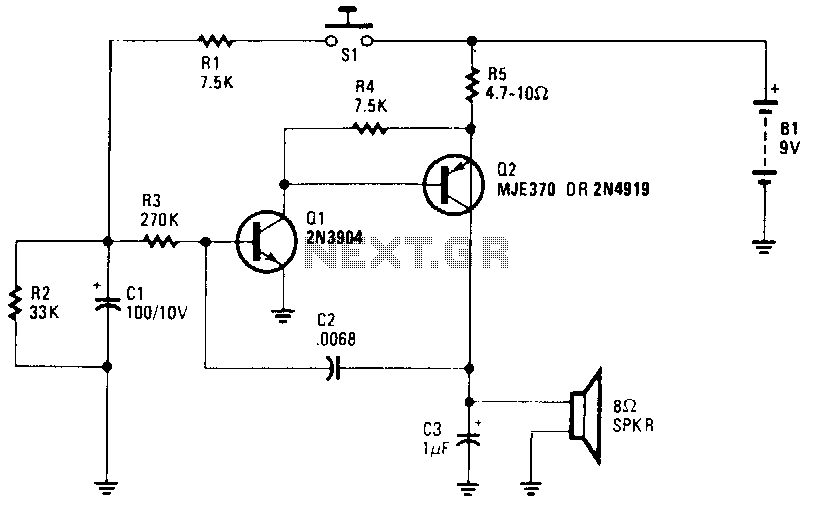 S1
R1
7.5K
R4
7.5K
R5
4.7-10Ω
+
B1
9V
Q2
MJE370 OR 2N4919
R3
270K
Q1
2N3904
NEXT.GR
R2
33K
+
C1
100/10V
C2
.0068
C3
1µF
+
8Ω
SPKR